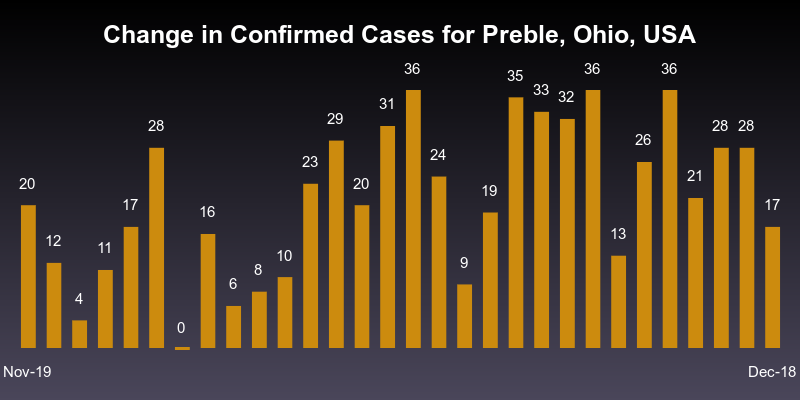 Change in Confirmed Cases for Preble, Ohio, USA
20 12 4 11 17 28 0 16 6 8 10 23 29 20 31 36 24 9 19 35 33 32 36 13 26 36 21 28 28 17
Nov-19 Dec-18